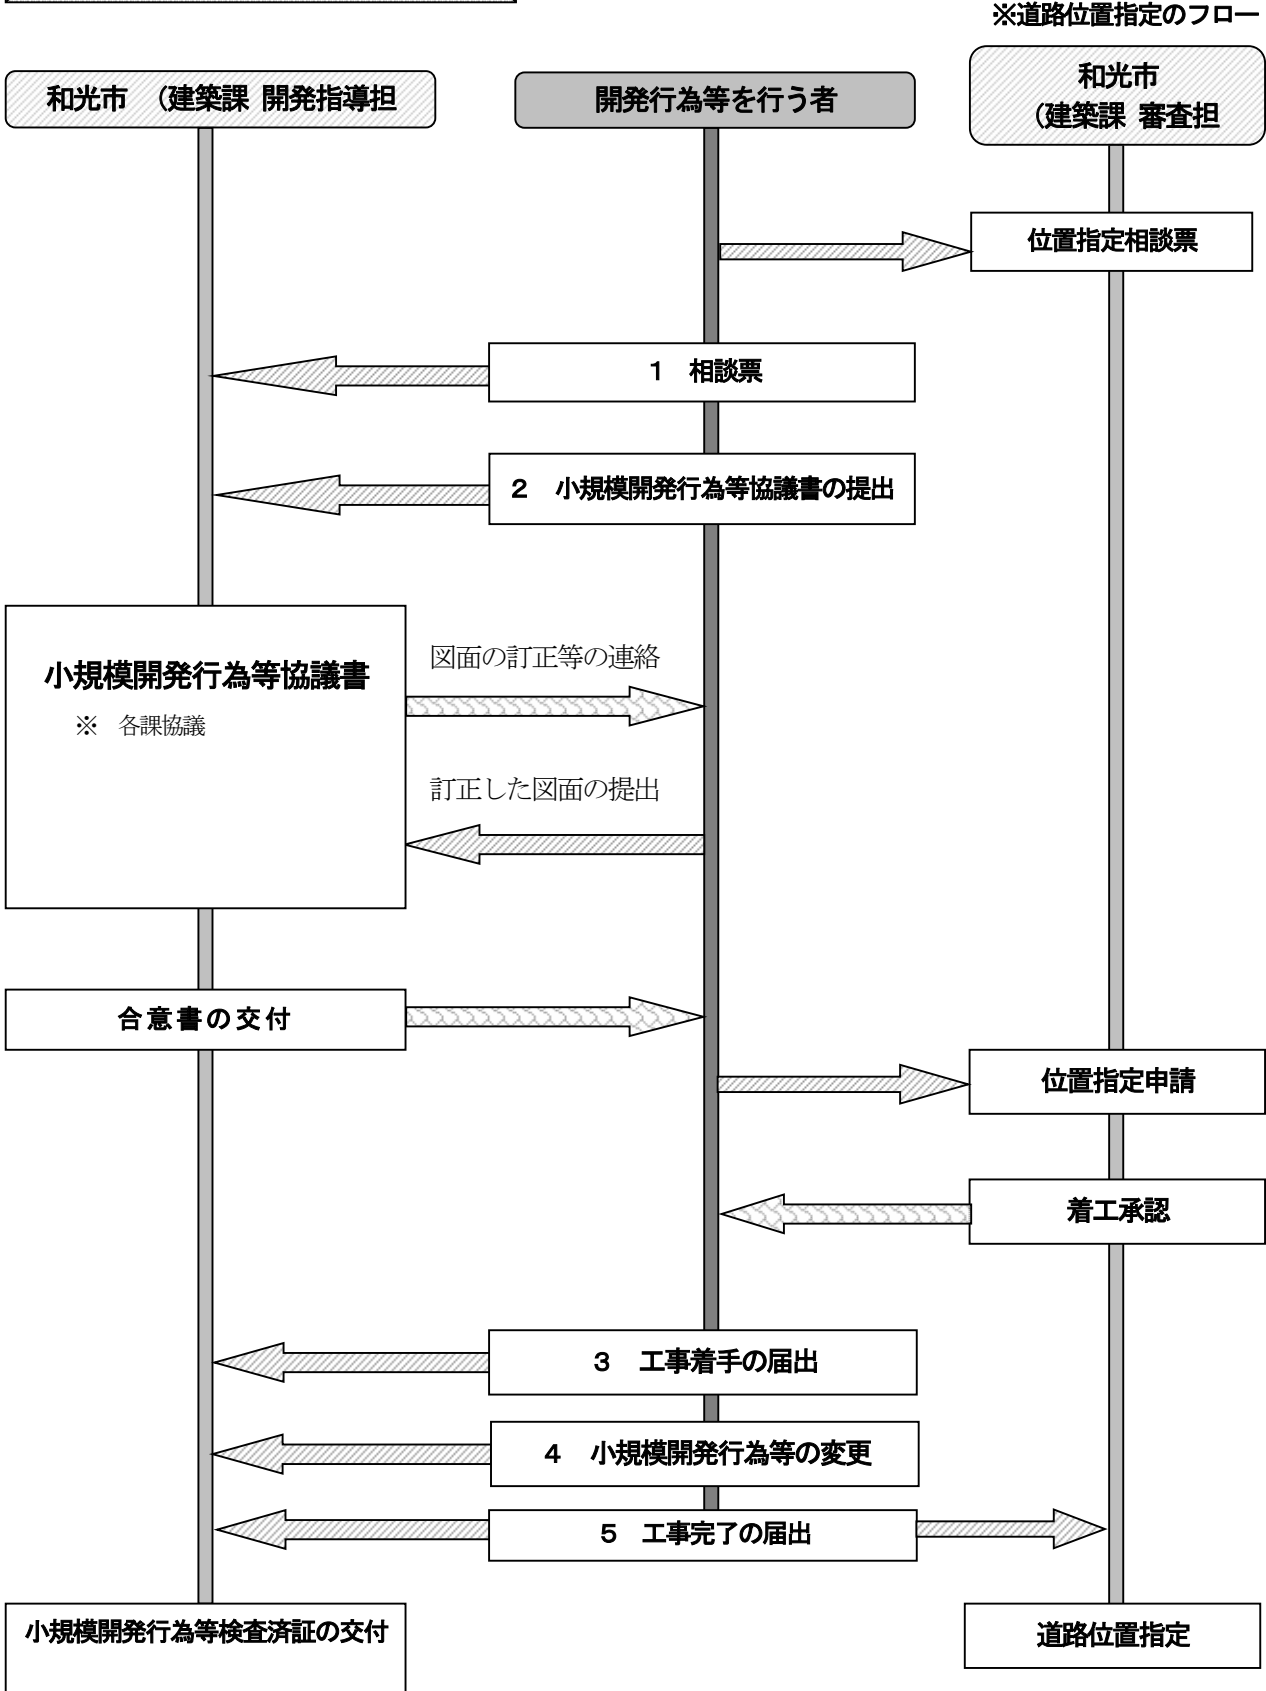 ※道路位置指定のフロー
和光市 （建築課 開発指導担
開発行為等を行う者
和光市
（建築課 審査担
位置指定相談票
１ 相談票
２ 小規模開発行為等協議書の提出
小規模開発行為等協議書
※ 各課協議
図面の訂正等の連絡
訂正した図面の提出
合意書の交付
位置指定申請
着工承認
３ 工事着手の届出
４ 小規模開発行為等の変更
５ 工事完了の届出
小規模開発行為等検査済証の交付
道路位置指定